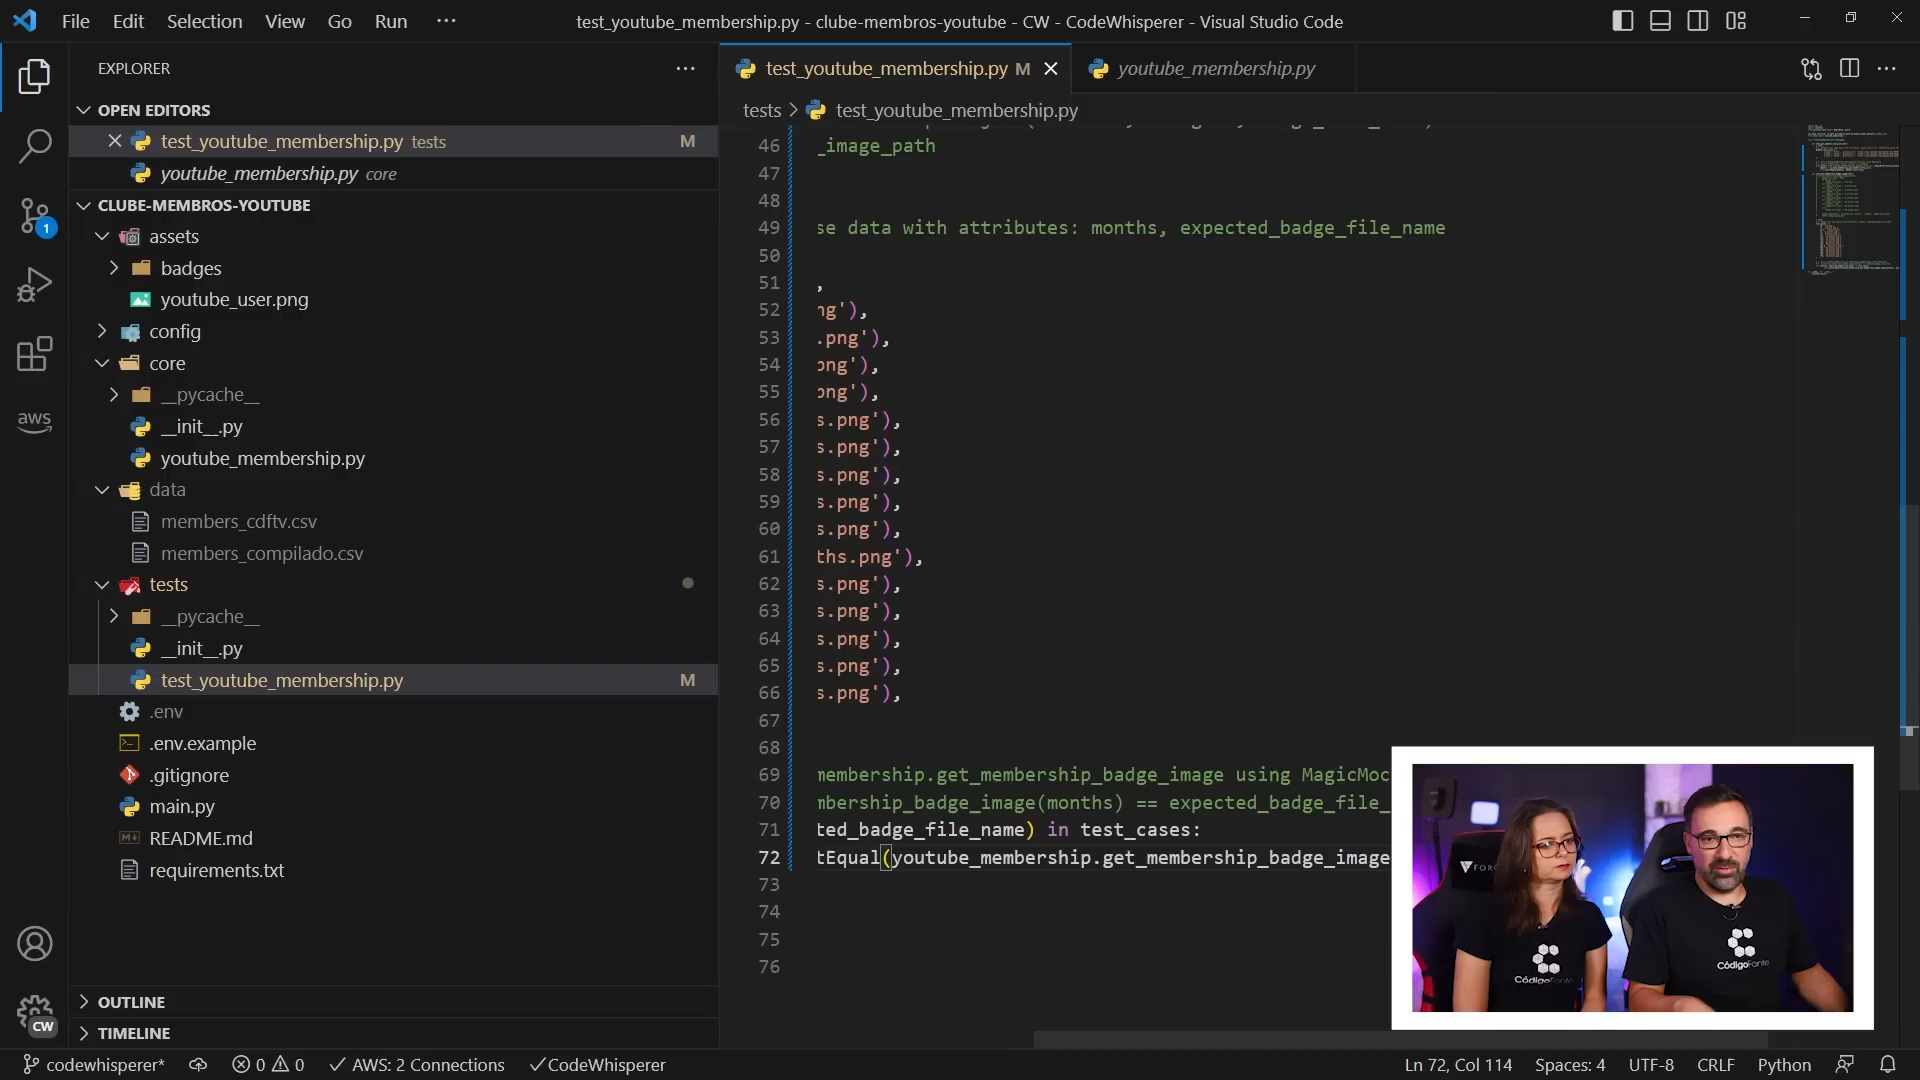 File Edit Selection View Go Run ···
test_youtube_membership.py - clube-membros-youtube - CW - CodeWhisperer - Visual Studio Code
EXPLORER
OPEN EDITORS
test_youtube_membership.py tests M
youtube_membership.py core
CLUBE-MEMBROS-YOUTUBE
assets
badges
youtube_user.png
config
core
__pycache__
__init__.py
youtube_membership.py
data
members_cdftv.csv
members_compilado.csv
tests
__pycache__
__init__.py
test_youtube_membership.py M
.env
.env.example
.gitignore
main.py
README.md
requirements.txt
OUTLINE
TIMELINE
1
aws
CW
test_youtube_membership.py M
youtube_membership.py
tests > test_youtube_membership.py
46 _image_path
47
48
49 se data with attributes: months, expected_badge_file_name
50
51 ,
52 ng'),
53 .png'),
54 png'),
55 png'),
56 s.png'),
57 s.png'),
58 s.png'),
59 s.png'),
60 s.png'),
61 ths.png'),
62 s.png'),
63 s.png'),
64 s.png'),
65 s.png'),
66 s.png'),
67
68
69 membership.get_membership_badge_image using MagicMoc
70 mbership_badge_image(months) == expected_badge_file_
71 ted_badge_file_name) in test_cases:
72 tEqual(youtube_membership.get_membership_badge_image
73
74
75
76
CódigoFonte
CódigoFonte
codewhisperer* 0 0 AWS: 2 Connections CodeWhisperer
Ln 72, Col 114 Spaces: 4 UTF-8 CRLF Python